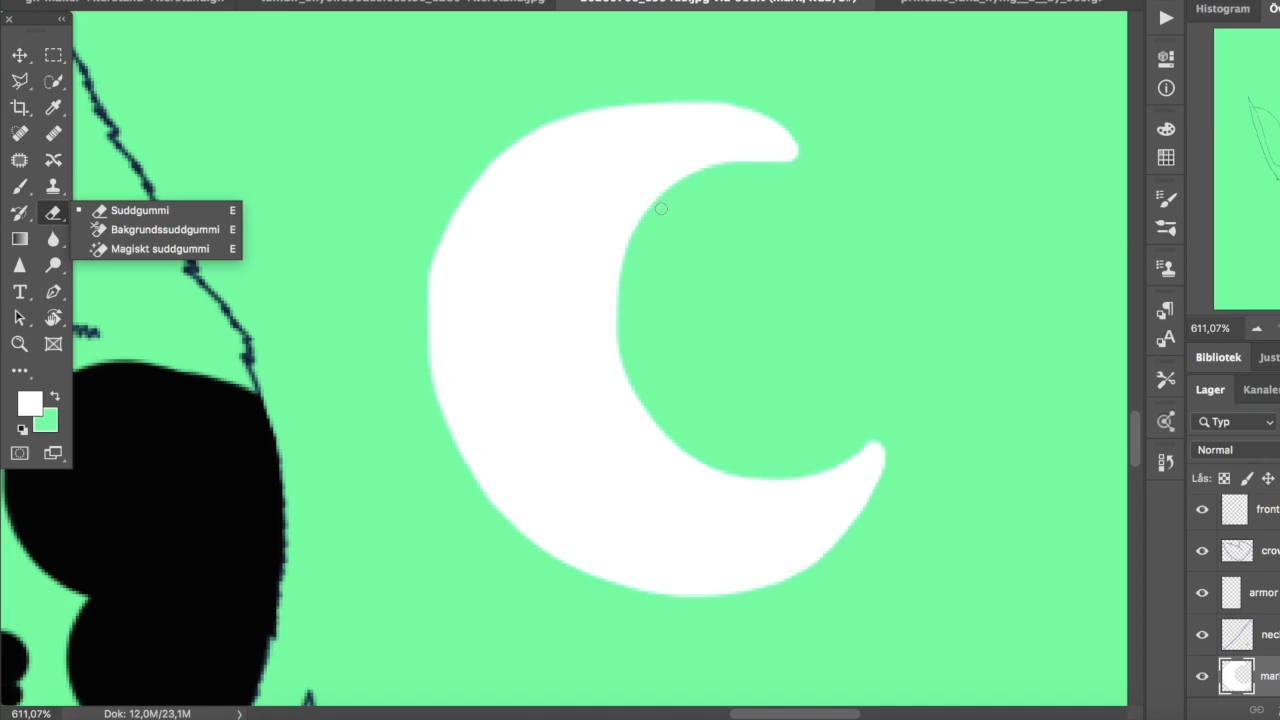 Histogram
Suddgummi E
Bakgrundssuddgummi E
Magiskt suddgummi E
611,07%
Bibliotek Just
Lager Kanaler
Typ
Normal
Lås:
front
crov
armor
nec
mar
611,07% Dok: 12,0M/23,1M